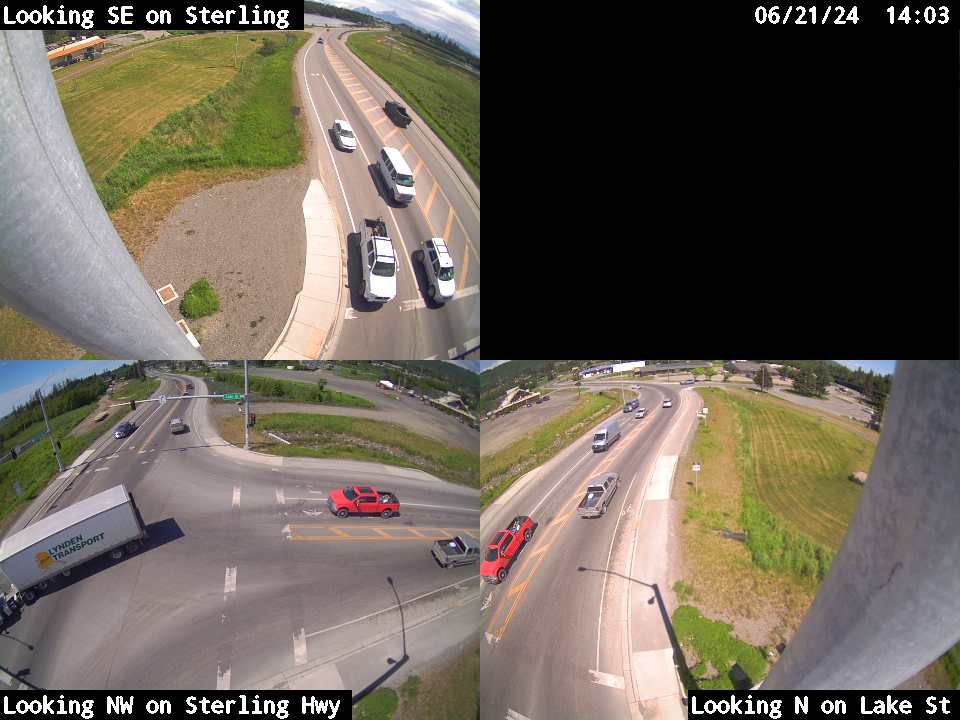 Looking SE on Sterling
06/21/24 14:03
LYNDEN
TRANSPORT
Looking NW on Sterling Hwy
Looking N on Lake St